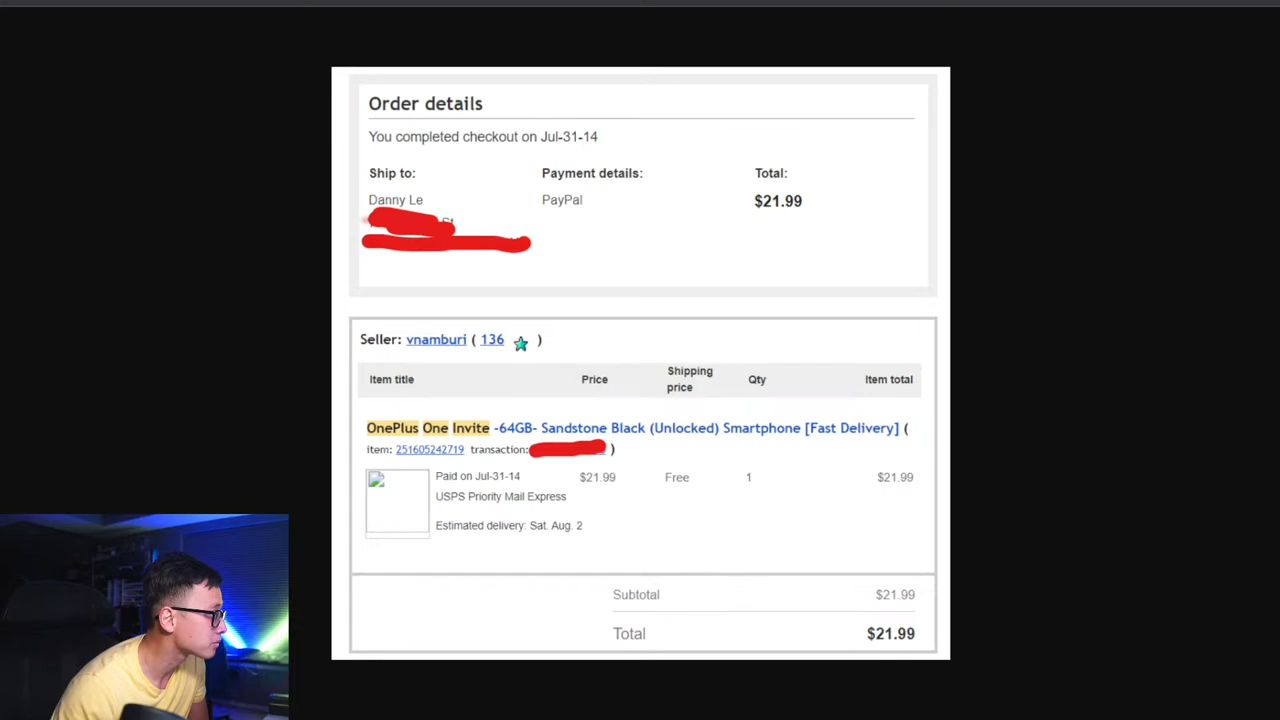 Order details
You completed checkout on Jul-31-14
Ship to: Payment details: Total:
Danny Le PayPal $21.99
St
Seller: vnamburi ( 136 )
Item title Price Shipping price Qty Item total
OnePlus One Invite -64GB- Sandstone Black (Unlocked) Smartphone [Fast Delivery] (
item: 251605242719 transaction: )
Paid on Jul-31-14 $21.99 Free 1 $21.99
USPS Priority Mail Express
Estimated delivery: Sat. Aug. 2
Subtotal $21.99
Total $21.99